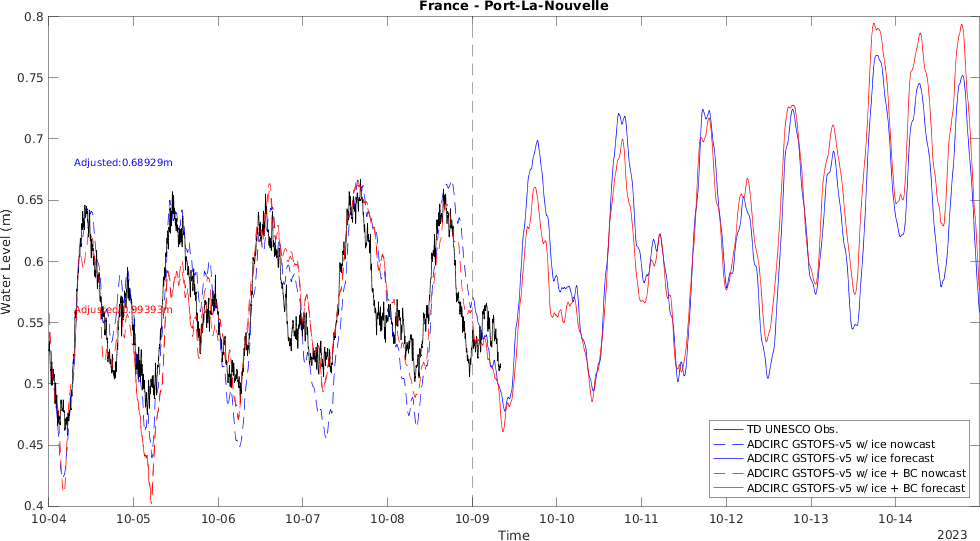 France - Port-La-Nouvelle
0.8
0.75
0.7
0.65
0.6
0.55
0.5
0.45
0.4
Water Level (m)
Adjusted:0.68929m
Adjusted:0.99393m
TD UNESCO Obs.
ADCIRC GSTOFS-v5 w/ ice nowcast
ADCIRC GSTOFS-v5 w/ ice forecast
ADCIRC GSTOFS-v5 w/ ice + BC nowcast
ADCIRC GSTOFS-v5 w/ ice + BC forecast
10-04 10-05 10-06 10-07 10-08 10-09 10-10 10-11 10-12 10-13 10-14
Time
2023